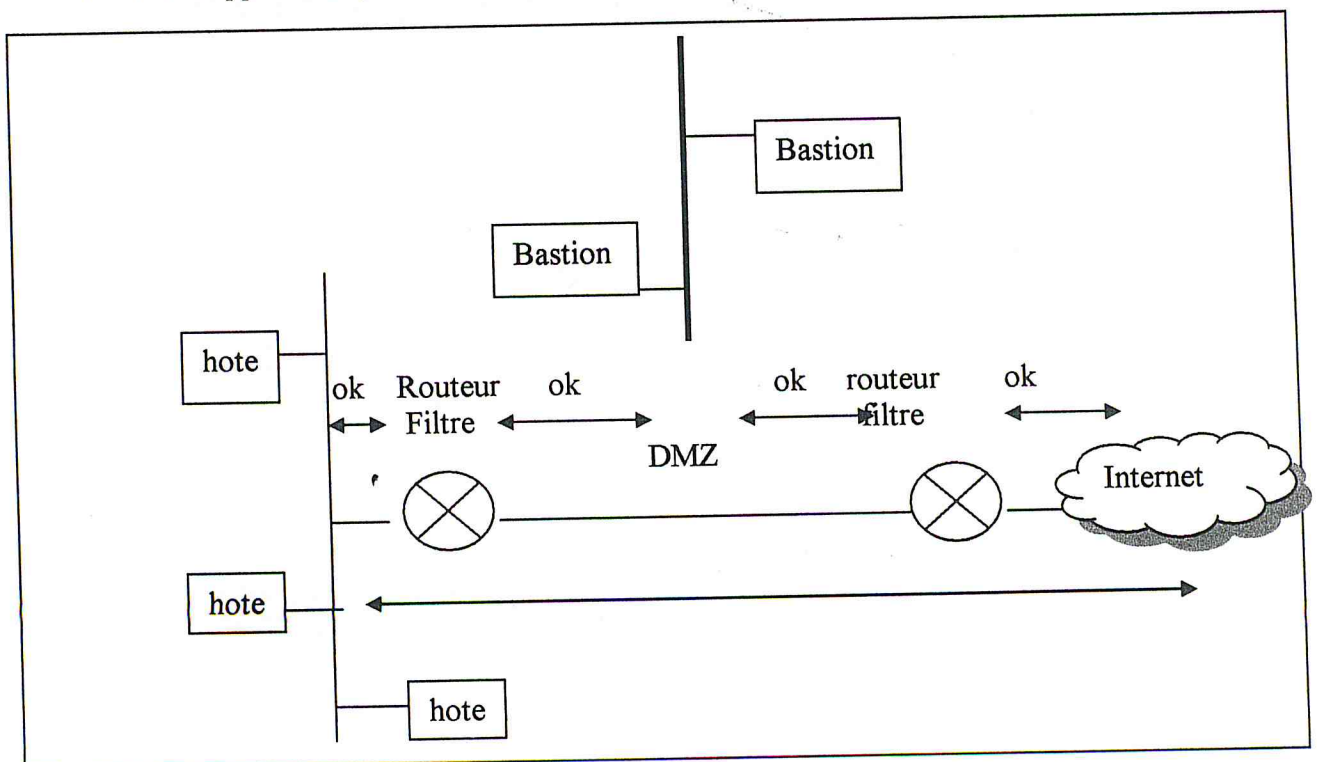 Bastion
Bastion
hote
ok Routeur ok ok routeur ok
Filtre filtre
DMZ
Internet
hote
hote